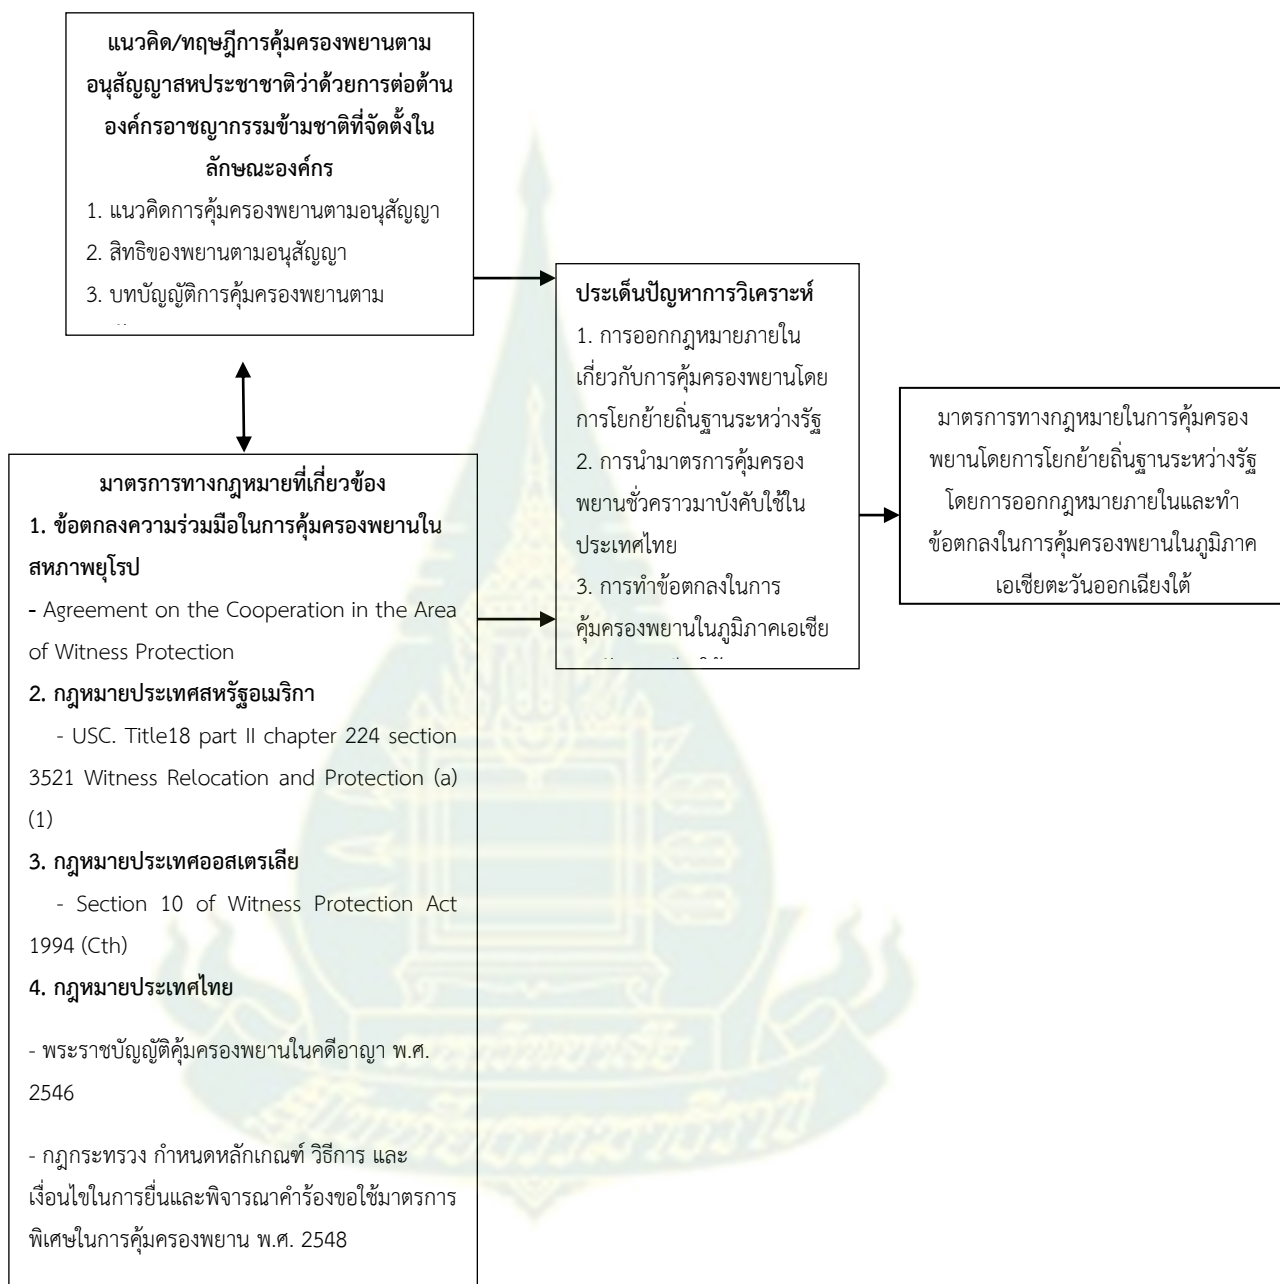 แนวคิด/ทฤษฎีการคุ้มครองพยานตาม
อนุสัญญาสหประชาชาติว่าด้วยการต่อต้าน
องค์กรอาชญากรรมข้ามชาติที่จัดตั้งใน
ลักษณะองค์กร
1. แนวคิดการคุ้มครองพยานตามอนุสัญญา
2. สิทธิของพยานตามอนุสัญญา
3. บทบัญญัติการคุ้มครองพยานตาม
มาตรการทางกฎหมายที่เกี่ยวข้อง
1. ข้อตกลงความร่วมมือในการคุ้มครองพยานใน
สหภาพยุโรป
- Agreement on the Cooperation in the Area
of Witness Protection
2. กฎหมายประเทศสหรัฐอเมริกา
- USC. Title18 part II chapter 224 section
3521 Witness Relocation and Protection (a)
(1)
3. กฎหมายประเทศออสเตรเลีย
- Section 10 of Witness Protection Act
1994 (Cth)
4. กฎหมายประเทศไทย
- พระราชบัญญัติคุ้มครองพยานในคดีอาญา พ.ศ.
2546
- กฎกระทรวง กำหนดหลักเกณฑ์ วิธีการ และ
เงื่อนไขในการยื่นและพิจารณาคำร้องขอใช้มาตรการ
พิเศษในการคุ้มครองพยาน พ.ศ. 2548
ประเด็นปัญหาการวิเคราะห์
1. การออกกฎหมายภายใน
เกี่ยวกับการคุ้มครองพยานโดย
การโยกย้ายถิ่นฐานระหว่างรัฐ
2. การนำมาตรการคุ้มครอง
พยานชั่วคราวมาบังคับใช้ใน
ประเทศไทย
3. การทำข้อตกลงในการ
คุ้มครองพยานในภูมิภาคเอเชีย
มาตรการทางกฎหมายในการคุ้มครอง
พยานโดยการโยกย้ายถิ่นฐานระหว่างรัฐ
โดยการออกกฎหมายภายในและทำ
ข้อตกลงในการคุ้มครองพยานในภูมิภาค
เอเชียตะวันออกเฉียงใต้